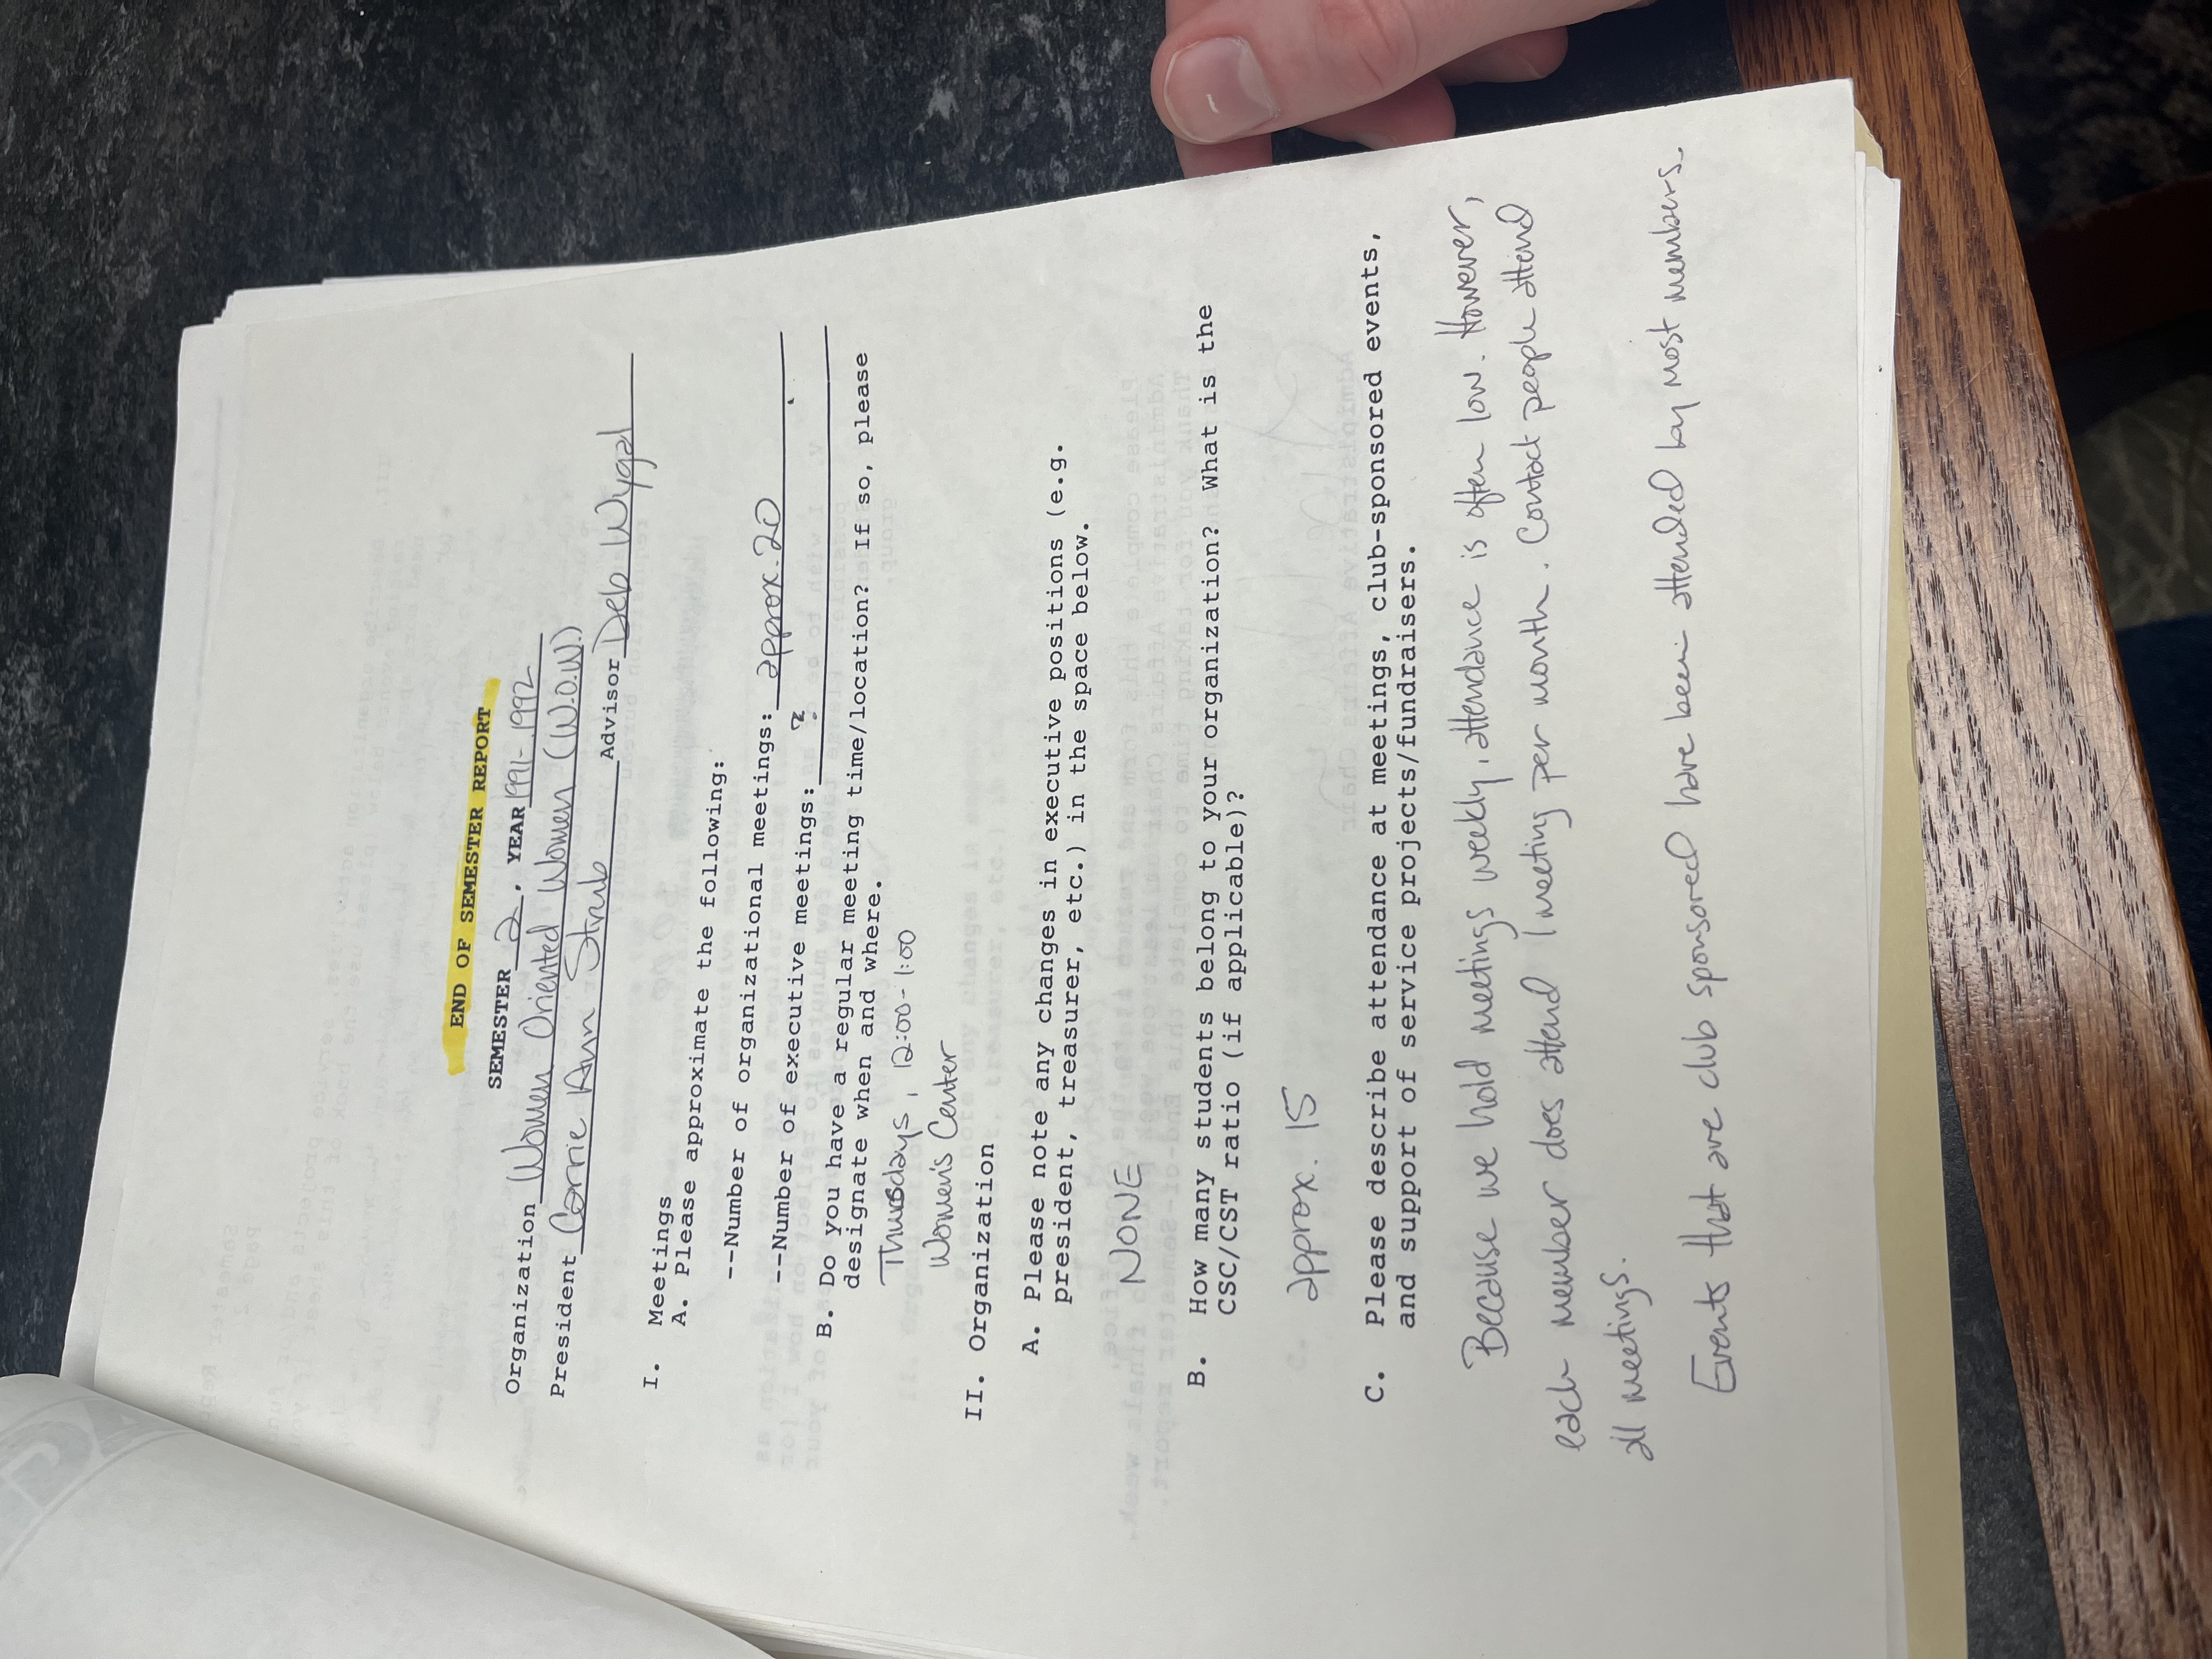 END OF SEMESTER REPORT
SEMESTER 2, YEAR 1991-1992
Organization Women Oriented Women (W.O.W.)
President Carrie Ann Strub Advisor Deb Wygal
I. Meetings
A. Please approximate the following:
--Number of organizational meetings: approx. 20
--Number of executive meetings: ?
B. Do you have a regular meeting time/location? If so, please
designate when and where.
Thursdays, 12:00-1:00
Women's Center
II. Organization
A. Please note any changes in executive positions (e.g.
president, treasurer, etc.) in the space below.
NONE
B. How many students belong to your organization? What is the
CSC/CST ratio (if applicable)?
approx. 15
C. Please describe attendance at meetings, club-sponsored events,
and support of service projects/fundraisers.
Because we hold meetings weekly, attendance is often low. However,
each member does attend 1 meeting per month. Contact people attend
all meetings.
Events that are club sponsored have been attended by most members.